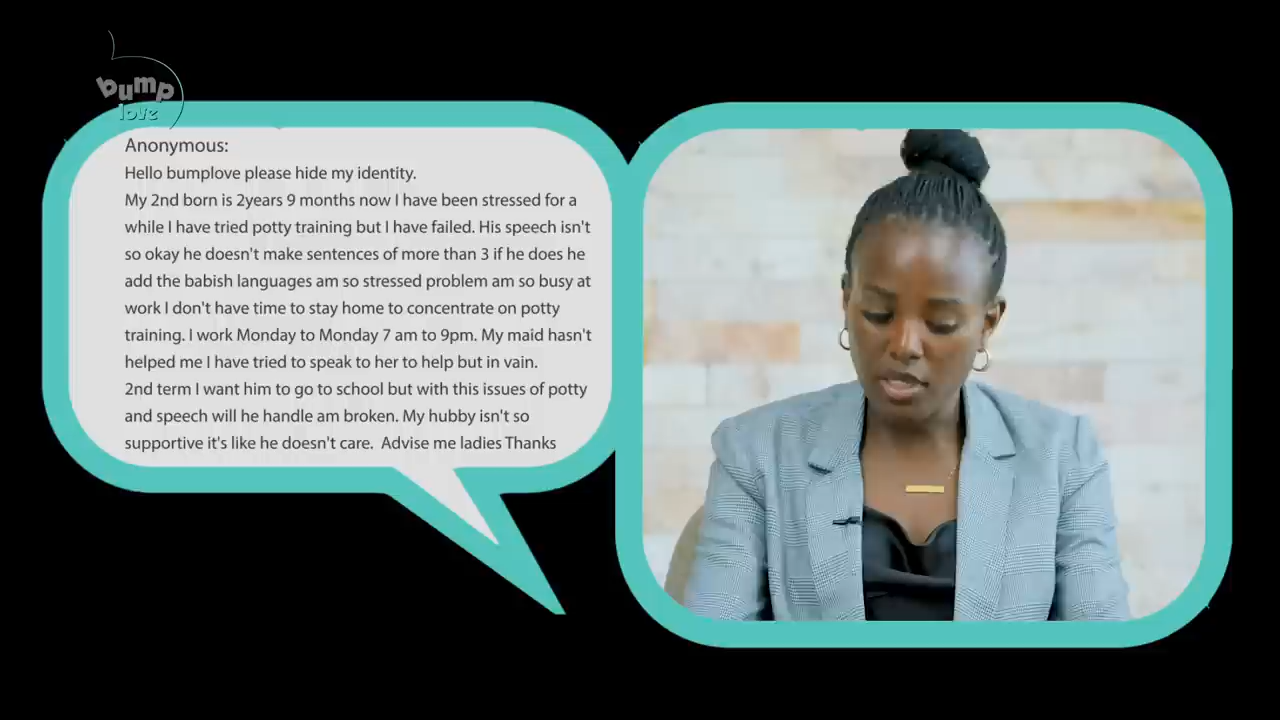 bump
love
Anonymous:
Hello bumplove please hide my identity.
My 2nd born is 2years 9 months now I have been stressed for a
while I have tried potty training but I have failed. His speech isn't
so okay he doesn't make sentences of more than 3 if he does he
add the babish languages am so stressed problem am so busy at
work I don't have time to stay home to concentrate on potty
training. I work Monday to Monday 7 am to 9pm. My maid hasn't
helped me I have tried to speak to her to help but in vain.
2nd term I want him to go to school but with this issues of potty
and speech will he handle am broken. My hubby isn't so
supportive it's like he doesn't care.  Advise me ladies Thanks